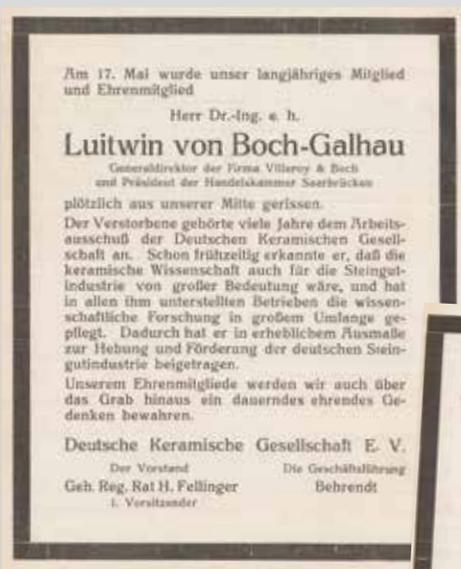 Am 17. Mai wurde unser langjähriges Mitglied
und Ehrenmitglied
Herr Dr.-Ing. e. h.
Luitwin von Boch-Galhau
Generaldirektor der Firma Villeroy & Boch
und Präsident der Handelskammer Saarbrücken
plötzlich aus unserer Mitte gerissen.
Der Verstorbene gehörte viele Jahre dem Arbeits-
ausschuß der Deutschen Keramischen Gesell-
schaft an. Schon frühzeitig erkannte er, daß die
keramische Wissenschaft auch für die Steingut-
industrie von großer Bedeutung wäre, und hat
in allen ihm unterstellten Betrieben die wissen-
schaftliche Forschung in großem Umfange ge-
pflegt. Dadurch hat er in erheblichem Ausmaße
zur Hebung und Förderung der deutschen Stein-
gutindustrie beigetragen.
Unserem Ehrenmitgliede werden wir auch über
das Grab hinaus ein dauerndes ehrendes Ge-
denken bewahren.
Deutsche Keramische Gesellschaft E. V.
Der Vorstand Die Geschäftsführung
Geh. Reg. Rat H. Fellinger Behrendt
1. Vorsitzender